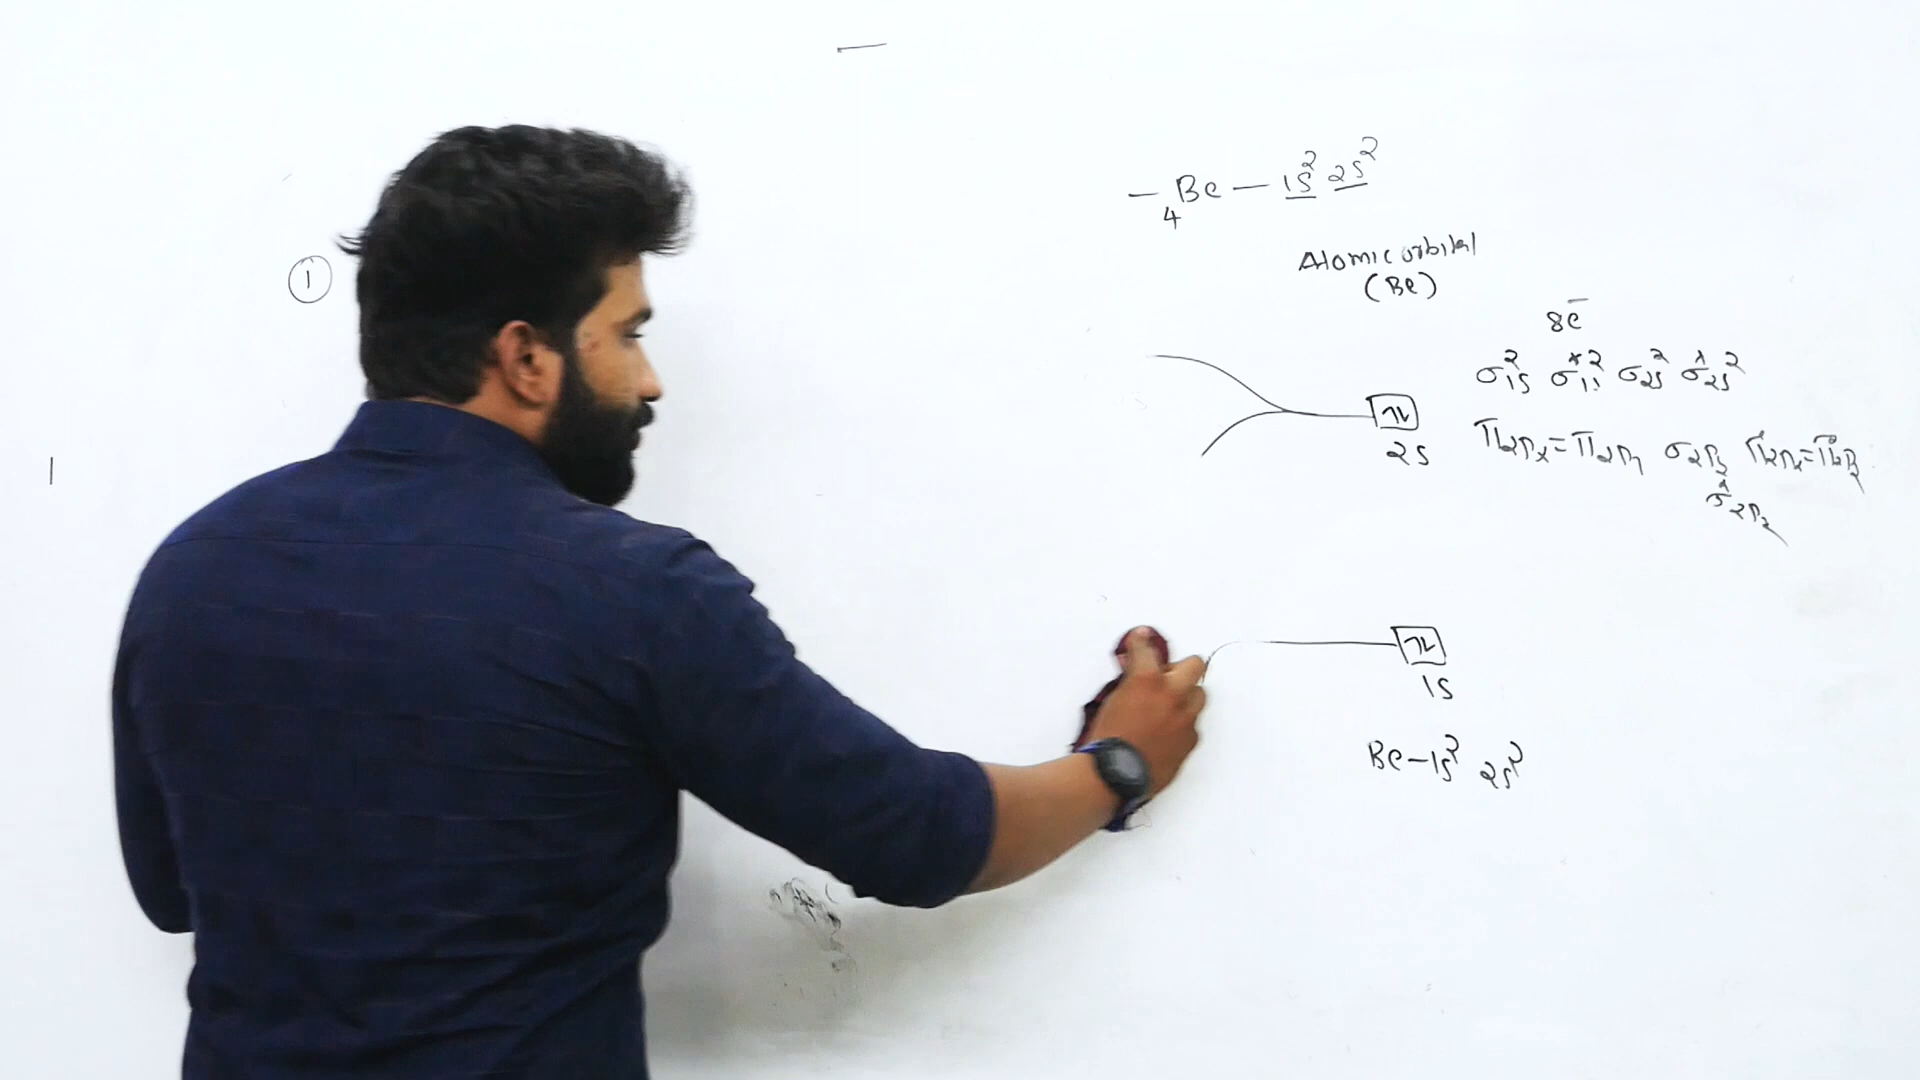 ①
— ₄Be — 1s² 2s²
Atomic orbital
(Be)
8e⁻
σ1s² σ*1s² σ2s² σ*2s²
π2px = π2py σ2pz π*2px = π*2py
σ*2pz
2s
1s
Be – 1s² 2s²